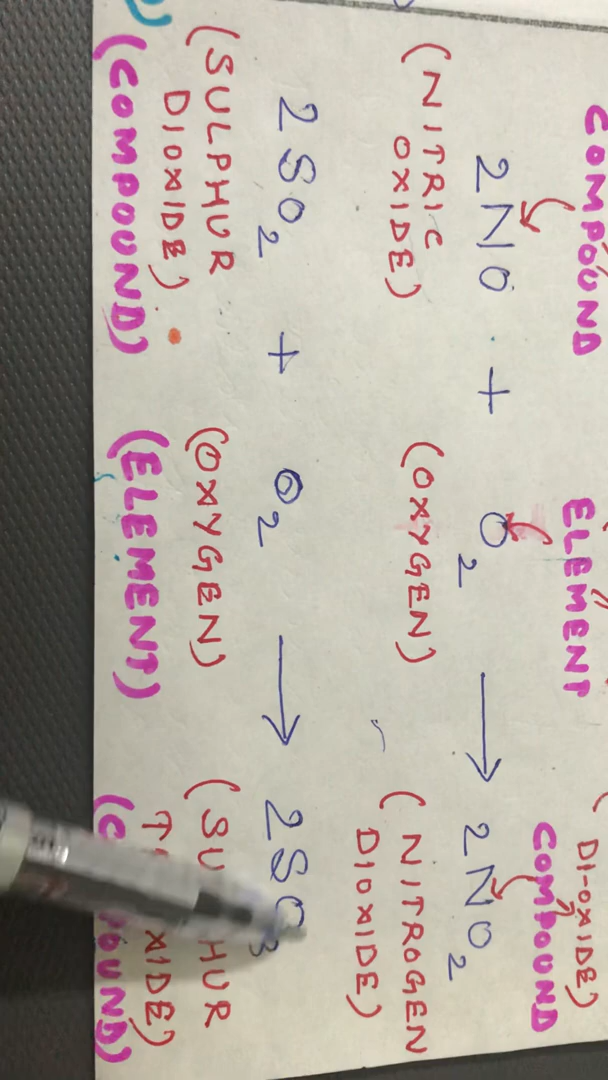 DI-OXIDE)
COMPOUND ELEMENT COMPOUND
2NO + O2 → 2NO2
(NITRIC (OXYGEN) (NITROGEN
OXIDE) DIOXIDE)
2SO2 + O2 → 2SO3
(SULPHUR (OXYGEN)
DIOXIDE)
(COMPOUND) (ELEMENT)